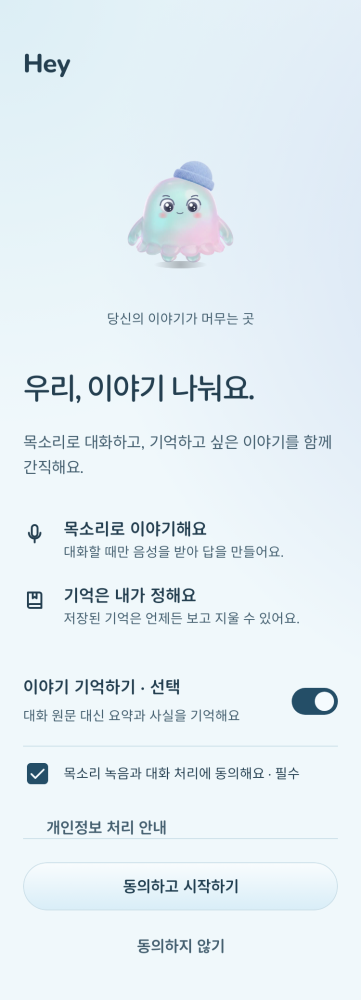 Hey
당신의 이야기가 머무는 곳
우리, 이야기 나눠요.
목소리로 대화하고, 기억하고 싶은 이야기를 함께
간직해요.
목소리로 이야기해요
대화할 때만 음성을 받아 답을 만들어요.
기억은 내가 정해요
저장된 기억은 언제든 보고 지울 수 있어요.
이야기 기억하기 · 선택
대화 원문 대신 요약과 사실을 기억해요
목소리 녹음과 대화 처리에 동의해요 · 필수
개인정보 처리 안내
동의하고 시작하기
동의하지 않기